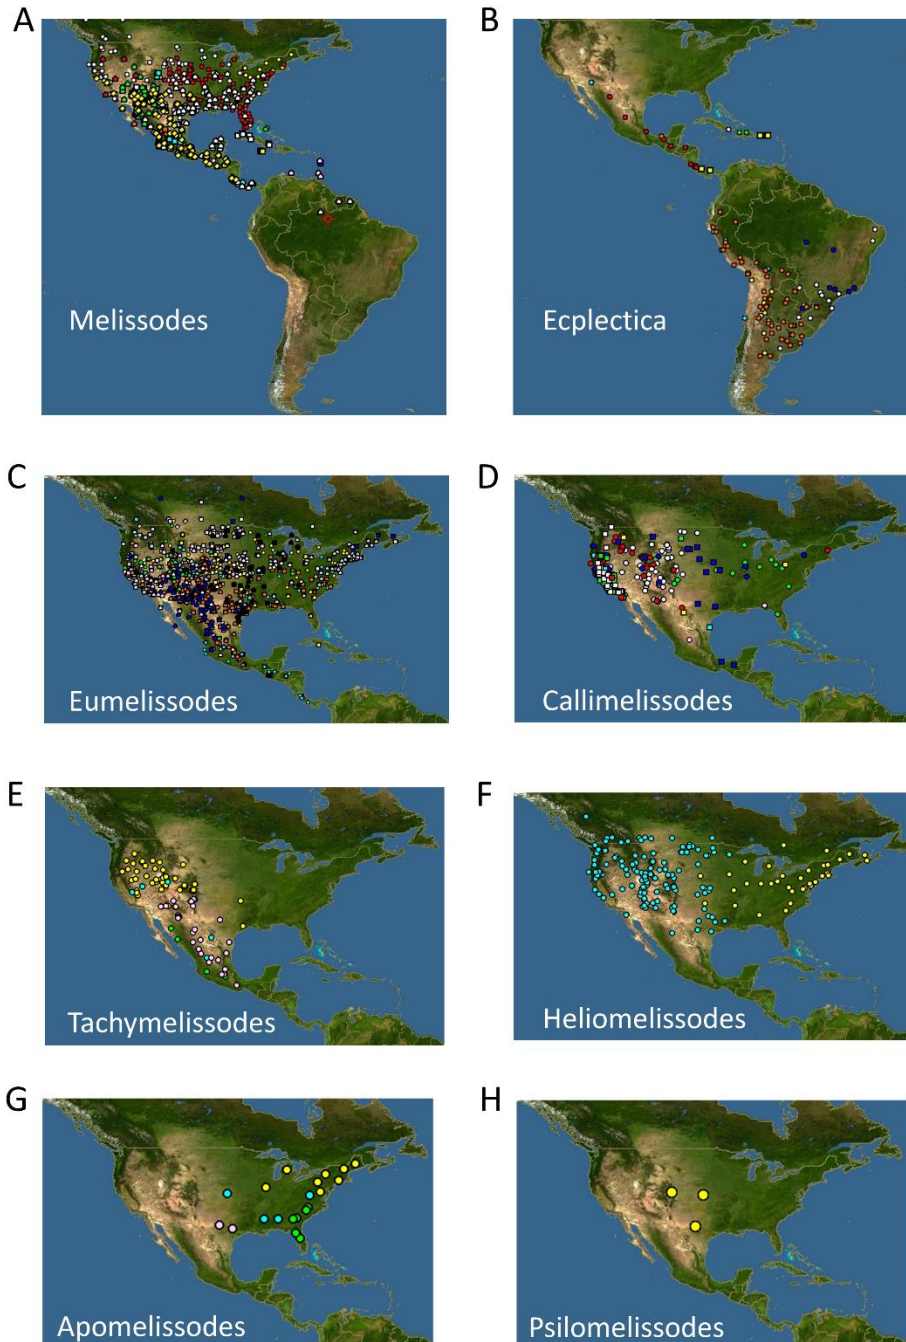 A
B
Melissodes
Ecplectica
C
D
Eumelissodes
Callimelissodes
E
F
Tachymelissodes
Heliomelissodes
G
H
Apomelissodes
Psilomelissodes